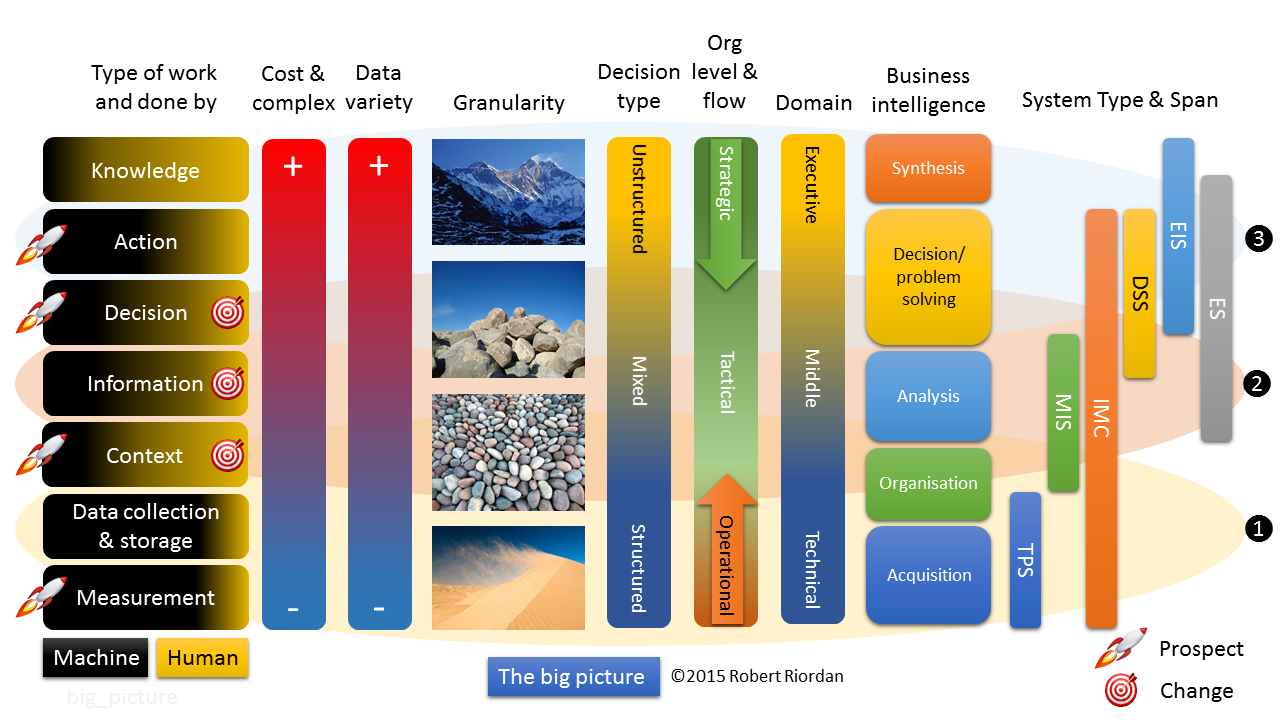 Type of work
and done by
Cost &
complex
Data
variety
Granularity
Decision
type
Org
level &
flow
Domain
Business
intelligence
System Type & Span
Knowledge
Action
Decision
Information
Context
Data collection
& storage
Measurement
Machine
Human
big_picture
+
-
+
-
Unstructured
Mixed
Structured
Strategic
Tactical
Operational
Executive
Middle
Technical
Synthesis
Decision/
problem
solving
Analysis
Organisation
Acquisition
TPS
MIS
IMC
DSS
EIS
ES
3
2
1
The big picture
©2015 Robert Riordan
Prospect
Change